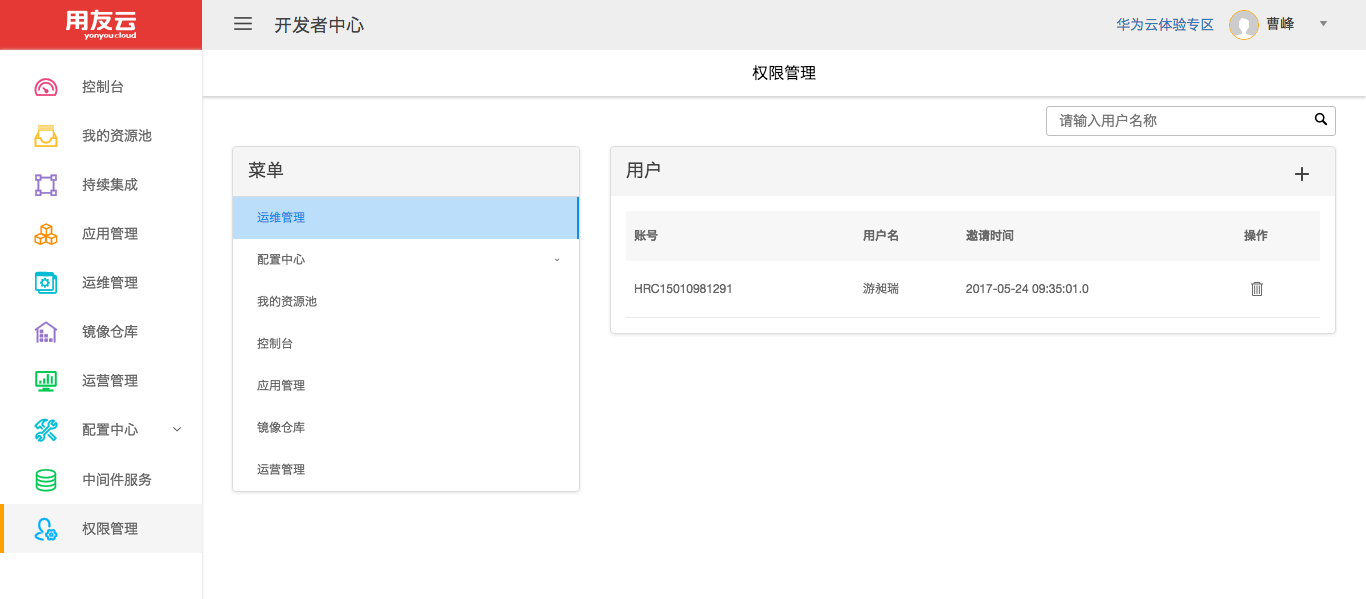 用友云
yonyou cloud
开发者中心
华为云体验专区
曹峰
控制台
我的资源池
持续集成
应用管理
运维管理
镜像仓库
运营管理
配置中心
中间件服务
权限管理
权限管理
请输入用户名称
菜单
运维管理
配置中心
我的资源池
控制台
应用管理
镜像仓库
运营管理
用户
账号 用户名 邀请时间 操作
HRC15010981291 游昶瑞 2017-05-24 09:35:01.0